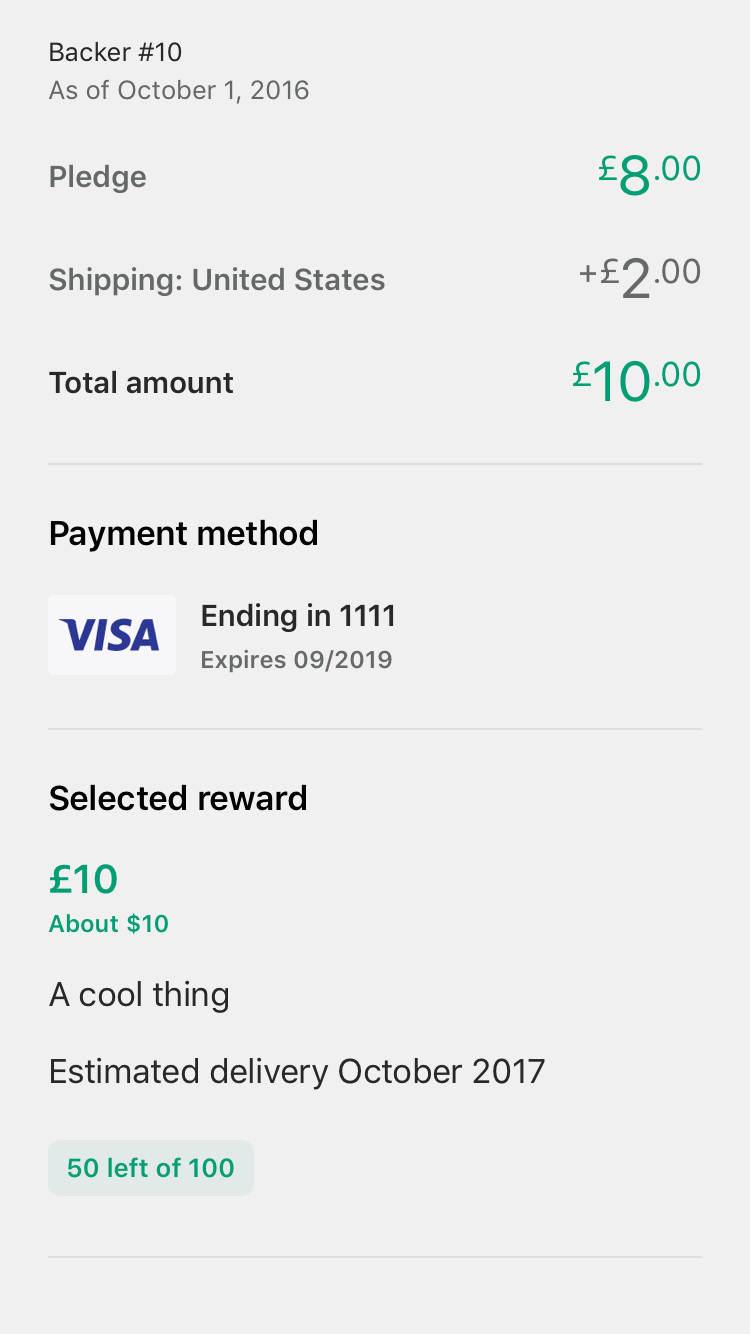 Backer #10
As of October 1, 2016
Pledge £8.00
Shipping: United States +£2.00
Total amount £10.00
Payment method
VISA Ending in 1111
Expires 09/2019
Selected reward
£10
About $10
A cool thing
Estimated delivery October 2017
50 left of 100